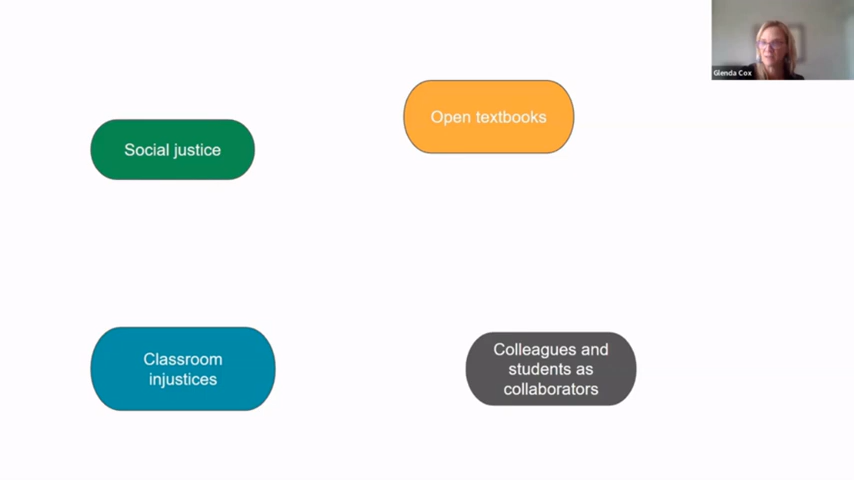 Glenda Cox
Open textbooks
Social justice
Classroom
injustices
Colleagues and
students as
collaborators